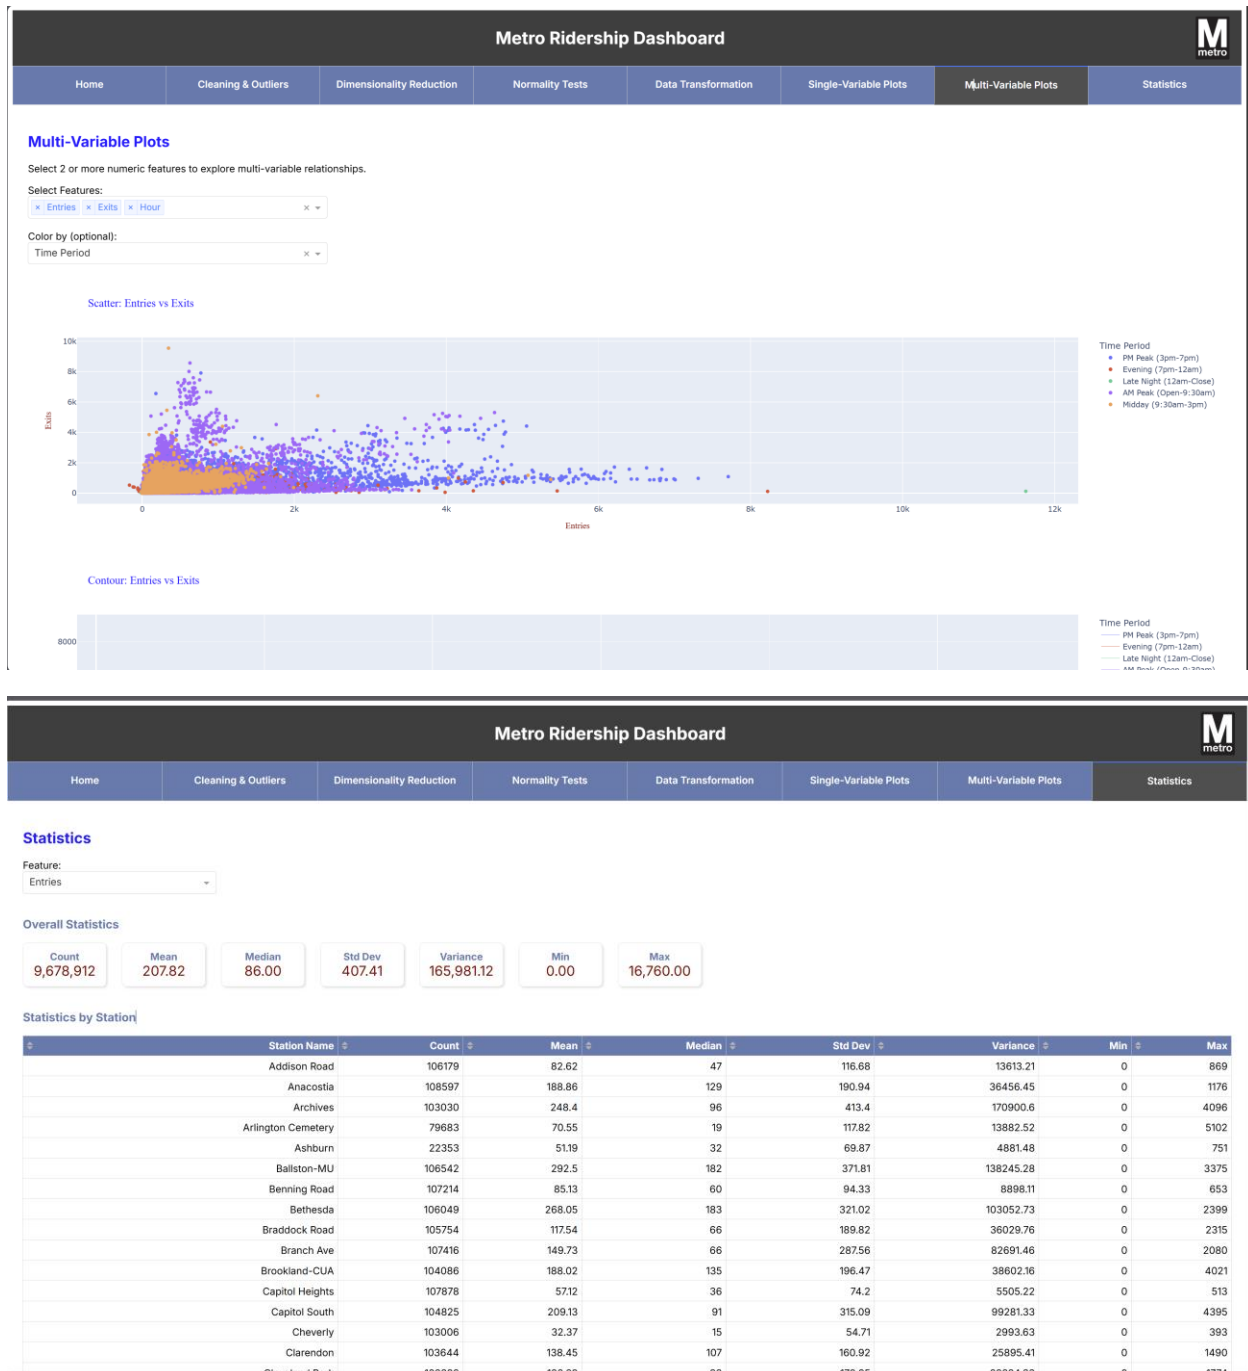 Metro Ridership Dashboard
M
metro
Home Cleaning & Outliers Dimensionality Reduction Normality Tests Data Transformation Single-Variable Plots Multi-Variable Plots Statistics
Multi-Variable Plots
Select 2 or more numeric features to explore multi-variable relationships.
Select Features:
× Entries × Exits × Hour ×
Color by (optional):
Time Period ×
Scatter: Entries vs Exits
10k
8k
6k
4k
2k
0
Exits
0 2k 4k 6k 8k 10k 12k
Entries
Time Period
PM Peak (3pm-7pm)
Evening (7pm-12am)
Late Night (12am-Close)
AM Peak (Open-9:30am)
Midday (9:30am-3pm)
Contour: Entries vs Exits
8000
Time Period
PM Peak (3pm-7pm)
Evening (7pm-12am)
Late Night (12am-Close)
AM Peak (Open-9:30am)
Metro Ridership Dashboard
M
metro
Home Cleaning & Outliers Dimensionality Reduction Normality Tests Data Transformation Single-Variable Plots Multi-Variable Plots Statistics
Statistics
Feature:
Entries
Overall Statistics
Count Mean Median Std Dev Variance Min Max
9,678,912 207.82 86.00 407.41 165,981.12 0.00 16,760.00
Statistics by Station
Station Name Count Mean Median Std Dev Variance Min Max
Addison Road 106179 82.62 47 116.68 13613.21 0 869
Anacostia 108597 188.86 129 190.94 36456.45 0 1176
Archives 103030 248.4 96 413.4 170900.6 0 4096
Arlington Cemetery 79683 70.55 19 117.82 13882.52 0 5102
Ashburn 22353 51.19 32 69.87 4881.48 0 751
Ballston-MU 106542 292.5 182 371.81 138245.28 0 3375
Benning Road 107214 85.13 60 94.33 8898.11 0 653
Bethesda 106049 268.05 183 321.02 103052.73 0 2399
Braddock Road 105754 117.54 66 189.82 36029.76 0 2315
Branch Ave 107416 149.73 66 287.56 82691.46 0 2080
Brookland-CUA 104086 188.02 135 196.47 38602.16 0 4021
Capitol Heights 107878 57.12 36 74.2 5505.22 0 513
Capitol South 104825 209.13 91 315.09 99281.33 0 4395
Cheverly 103006 32.37 15 54.71 2993.63 0 393
Clarendon 103644 138.45 107 160.92 25895.41 0 1490